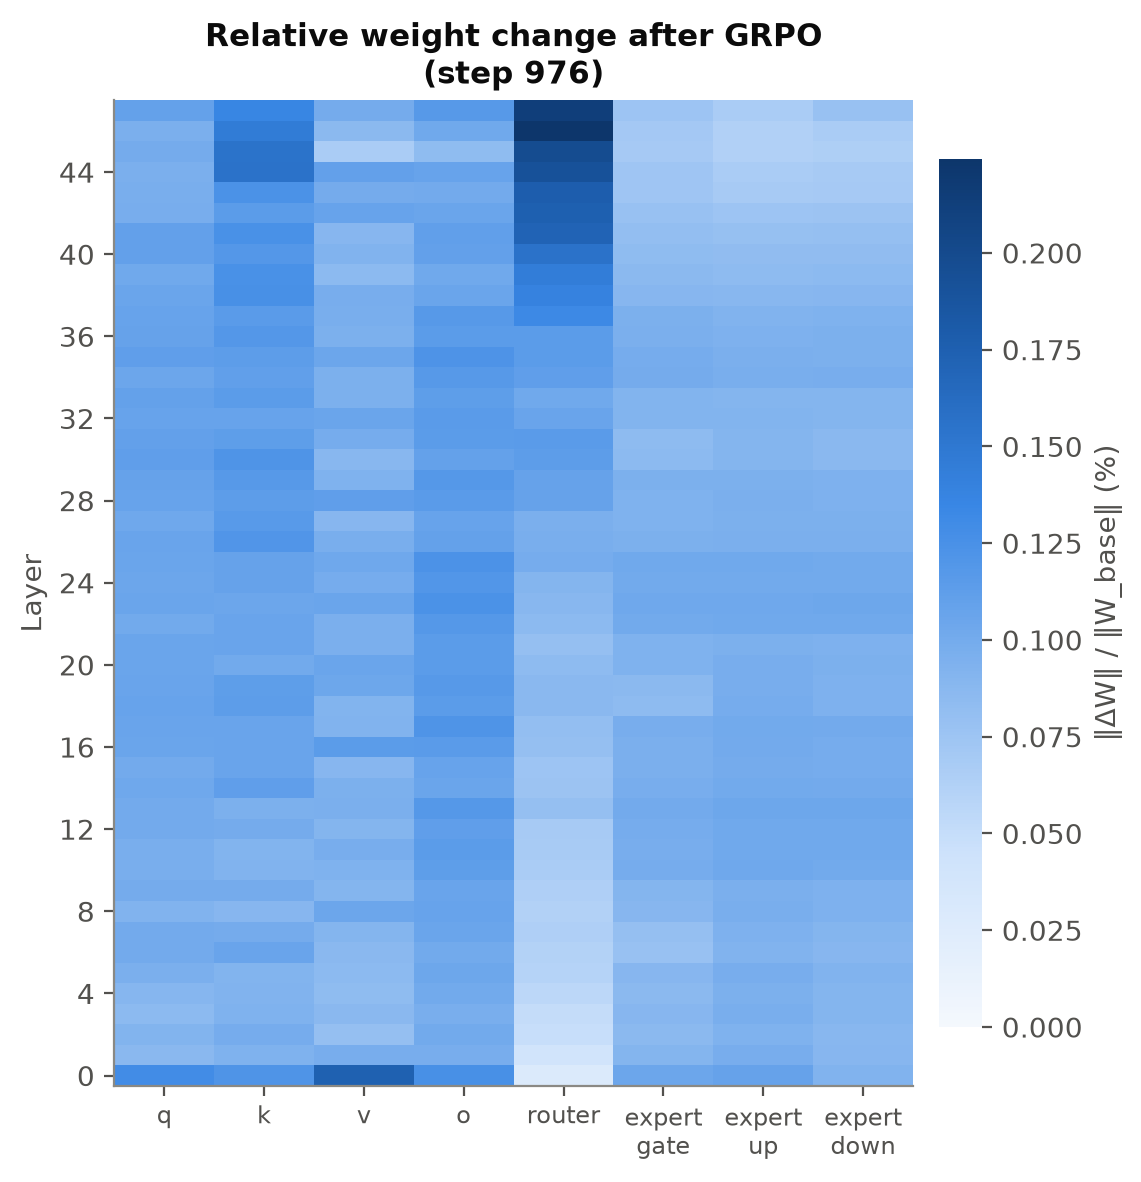 Relative weight change after GRPO
(step 976)
44
40
36
32
28
24
20
16
12
8
4
0
Layer
q
k
v
o
router
expert
gate
expert
up
expert
down
0.200
0.175
0.150
0.125
0.100
0.075
0.050
0.025
0.000
‖ΔW‖ / ‖W_base‖ (%)